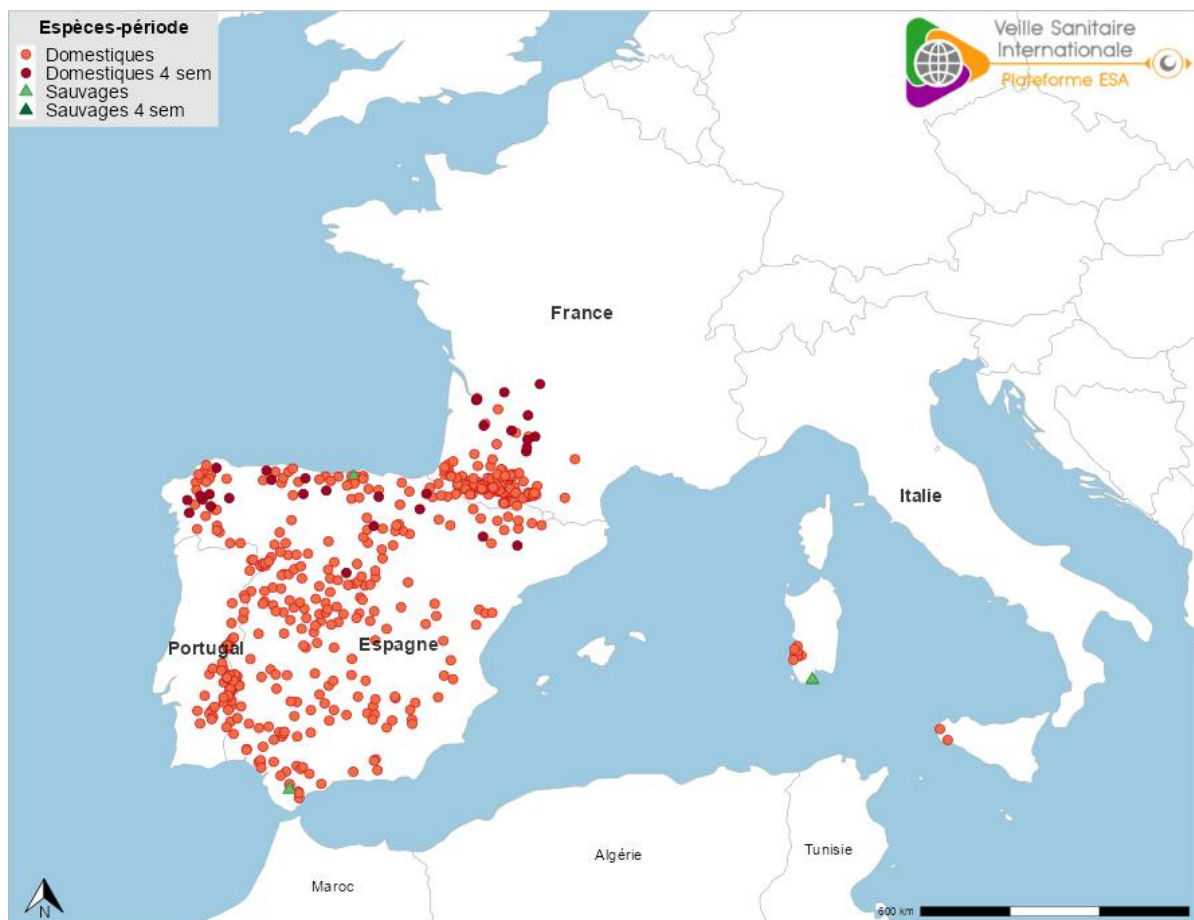 Espèces-période
Domestiques
Domestiques 4 sem
Sauvages
Sauvages 4 sem
Veille Sanitaire
Internationale
Plateforme ESA
France
Italie
Portugal
Espagne
Algérie
Tunisie
Maroc
N
600 km